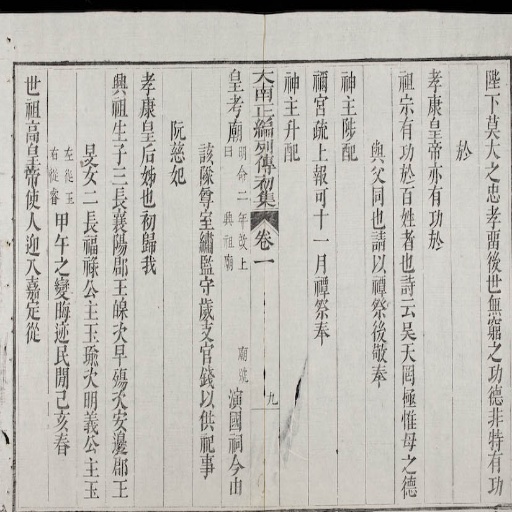 陛下莫大之忠孝畱後世無窮之功德非特有功
於
孝康皇帝亦有功於
祖宗有功於百姓者也詩云昊天罔極惟母之德
與父同也請以禫祭後敬奉
神主陟配
禰宮疏上報可十一月禫祭奉
神主升配
大南正編列傳初集 卷一 九
皇考廟 明命二年改上廟號曰興祖廟 演國祠今由
該隊尊室繡監守歲支官錢以供祀事
阮慈妃
孝康皇后姊也初歸我
興祖生子三長襄陽郡王皞次早殤次安邊郡王
旻女二長福祿公主玉瑜次明義公主玉
左從玉右從睿 甲午之變晦迹民間己亥春
世祖高皇帝使人迎入嘉定從